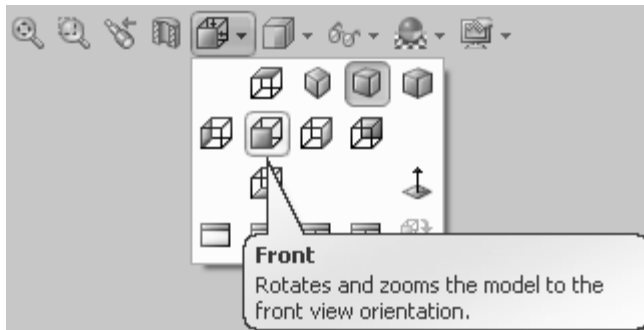 Front
Rotates and zooms the model to the
front view orientation.